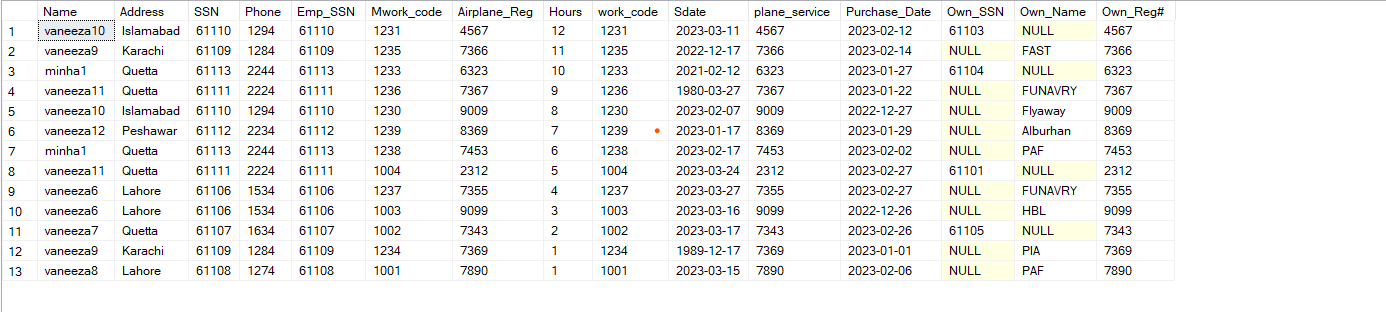 Name Address SSN Phone Emp_SSN Mwork_code Airplane_Reg Hours work_code Sdate plane_service Purchase_Date Own_SSN Own_Name Own_Reg#
1 vaneeza10 Islamabad 61110 1294 61110 1231 4567 12 1231 2023-03-11 4567 2023-02-12 61103 NULL 4567
2 vaneeza9 Karachi 61109 1284 61109 1235 7366 11 1235 2022-12-17 7366 2023-02-14 NULL FAST 7366
3 minha1 Quetta 61113 2244 61113 1233 6323 10 1233 2021-02-12 6323 2023-01-27 61104 NULL 6323
4 vaneeza11 Quetta 61111 2224 61111 1236 7367 9 1236 1980-03-27 7367 2023-01-22 NULL FUNAVRY 7367
5 vaneeza10 Islamabad 61110 1294 61110 1230 9009 8 1230 2023-02-07 9009 2022-12-27 NULL Flyaway 9009
6 vaneeza12 Peshawar 61112 2234 61112 1239 8369 7 1239 2023-01-17 8369 2023-01-29 NULL Alburhan 8369
7 minha1 Quetta 61113 2244 61113 1238 7453 6 1238 2023-02-17 7453 2023-02-02 NULL PAF 7453
8 vaneeza11 Quetta 61111 2224 61111 1004 2312 5 1004 2023-03-24 2312 2023-02-27 61101 NULL 2312
9 vaneeza6 Lahore 61106 1534 61106 1237 7355 4 1237 2023-03-27 7355 2023-02-27 NULL FUNAVRY 7355
10 vaneeza6 Lahore 61106 1534 61106 1003 9099 3 1003 2023-03-16 9099 2022-12-26 NULL HBL 9099
11 vaneeza7 Quetta 61107 1634 61107 1002 7343 2 1002 2023-03-17 7343 2023-02-26 61105 NULL 7343
12 vaneeza9 Karachi 61109 1284 61109 1234 7369 1 1234 1989-12-17 7369 2023-01-01 NULL PIA 7369
13 vaneeza8 Lahore 61108 1274 61108 1001 7890 1 1001 2023-03-15 7890 2023-02-06 NULL PAF 7890